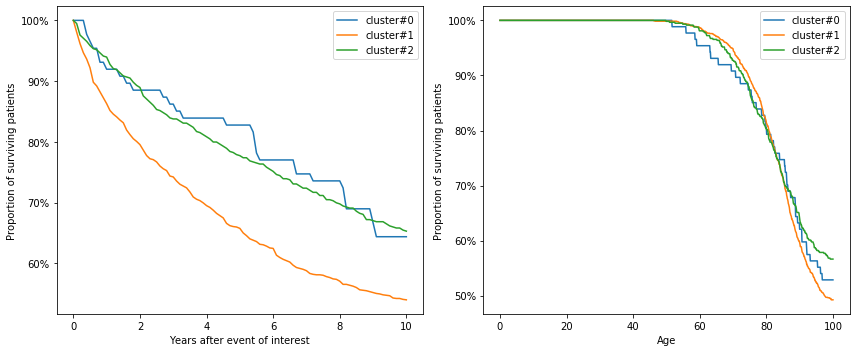 cluster#0
cluster#1
cluster#2
100%
90%
80%
70%
60%
0
2
4
6
8
10
Years after event of interest
Proportion of surviving patients
cluster#0
cluster#1
cluster#2
100%
90%
80%
70%
60%
50%
0
20
40
60
80
100
Age
Proportion of surviving patients